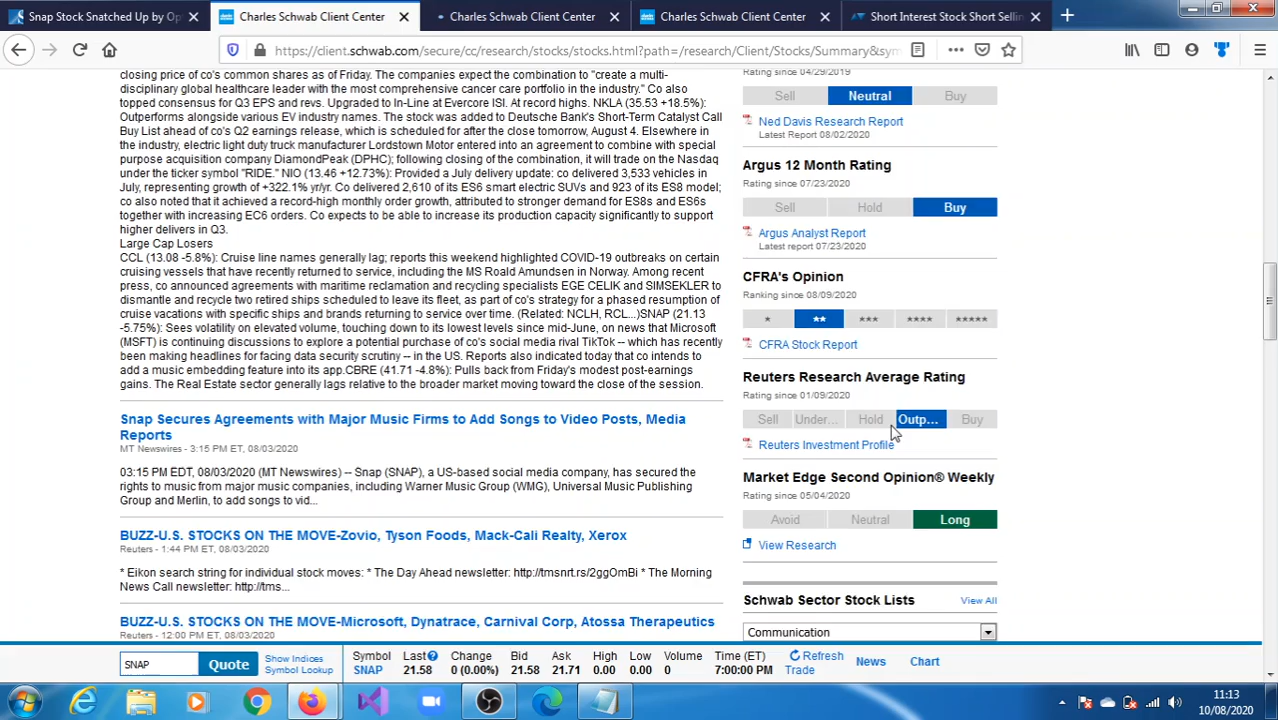 Snap Stock Snatched Up by Op
Charles Schwab Client Center
Charles Schwab Client Center
Charles Schwab Client Center
Short Interest Stock Short Sellin
https://client.schwab.com/secure/cc/research/stocks/stocks.html?path=/research/Client/Stocks/Summary&sym
closing price of co's common shares as of Friday. The companies expect the combination to "create a multi-
disciplinary global healthcare leader with the most comprehensive cancer care portfolio in the industry." Co also
topped consensus for Q3 EPS and revs. Upgraded to In-Line at Evercore ISI. At record highs. NKLA (35.53 +18.5%):
Outperforms alongside various EV industry names. The stock was added to Deutsche Bank's Short-Term Catalyst Call
Buy List ahead of co's Q2 earnings release, which is scheduled for after the close tomorrow, August 4. Elsewhere in
the industry, electric light duty truck manufacturer Lordstown Motor entered into an agreement to combine with special
purpose acquisition company DiamondPeak (DPHC); following closing of the combination, it will trade on the Nasdaq
under the ticker symbol "RIDE." NIO (13.46 +12.73%): Provided a July delivery update: co delivered 3,533 vehicles in
July, representing growth of +322.1% yr/yr. Co delivered 2,610 of its ES6 smart electric SUVs and 923 of its ES8 model;
co also noted that it achieved a record-high monthly order growth, attributed to stronger demand for ES8s and ES6s
together with increasing EC6 orders. Co expects to be able to increase its production capacity significantly to support
higher delivers in Q3.
Large Cap Losers
CCL (13.08 -5.8%): Cruise line names generally lag; reports this weekend highlighted COVID-19 outbreaks on certain
cruising vessels that have recently returned to service, including the MS Roald Amundsen in Norway. Among recent
press, co announced agreements with maritime reclamation and recycling specialists EGE CELIK and SIMSEKLER to
dismantle and recycle two retired ships scheduled to leave its fleet, as part of co's strategy for a phased resumption of
cruise vacations with specific ships and brands returning to service over time. (Related: NCLH, RCL...)SNAP (21.13
-5.75%): Sees volatility on elevated volume, touching down to its lowest levels since mid-June, on news that Microsoft
(MSFT) is continuing discussions to explore a potential purchase of co's social media rival TikTok -- which has recently
been making headlines for facing data security scrutiny -- in the US. Reports also indicated today that co intends to
add a music embedding feature into its app.CBRE (41.71 -4.8%): Pulls back from Friday's modest post-earnings
gains. The Real Estate sector generally lags relative to the broader market moving toward the close of the session.
Snap Secures Agreements with Major Music Firms to Add Songs to Video Posts, Media
Reports
MT Newswires - 3:15 PM ET, 08/03/2020
03:15 PM EDT, 08/03/2020 (MT Newswires) -- Snap (SNAP), a US-based social media company, has secured the
rights to music from major music companies, including Warner Music Group (WMG), Universal Music Publishing
Group and Merlin, to add songs to vid...
BUZZ-U.S. STOCKS ON THE MOVE-Zovio, Tyson Foods, Mack-Cali Realty, Xerox
Reuters - 1:44 PM ET, 08/03/2020
* Eikon search string for individual stock moves: * The Day Ahead newsletter: http://tmsnrt.rs/2ggOmBi * The Morning
News Call newsletter: http://tms...
BUZZ-U.S. STOCKS ON THE MOVE-Microsoft, Dynatrace, Carnival Corp, Atossa Therapeutics
Reuters - 12:00 PM ET, 08/03/2020
Rating since 04/29/2019
Sell Neutral Buy
Ned Davis Research Report
Latest Report 08/02/2020
Argus 12 Month Rating
Rating since 07/23/2020
Sell Hold Buy
Argus Analyst Report
Latest report 07/23/2020
CFRA's Opinion
Ranking since 08/09/2020
* ** *** **** *****
CFRA Stock Report
Reuters Research Average Rating
Rating since 01/09/2020
Sell Under... Hold Outp... Buy
Reuters Investment Profile
Market Edge Second Opinion® Weekly
Rating since 05/04/2020
Avoid Neutral Long
View Research
Schwab Sector Stock Lists View All
Communication
SNAP Quote
Show Indices
Symbol Lookup
Symbol Last Change Bid Ask High Low Volume Time (ET) Refresh
SNAP 21.58 0 (0.00%) 21.58 21.71 0.00 0.00 0 7:00:00 PM Trade
News Chart
11:13
10/08/2020